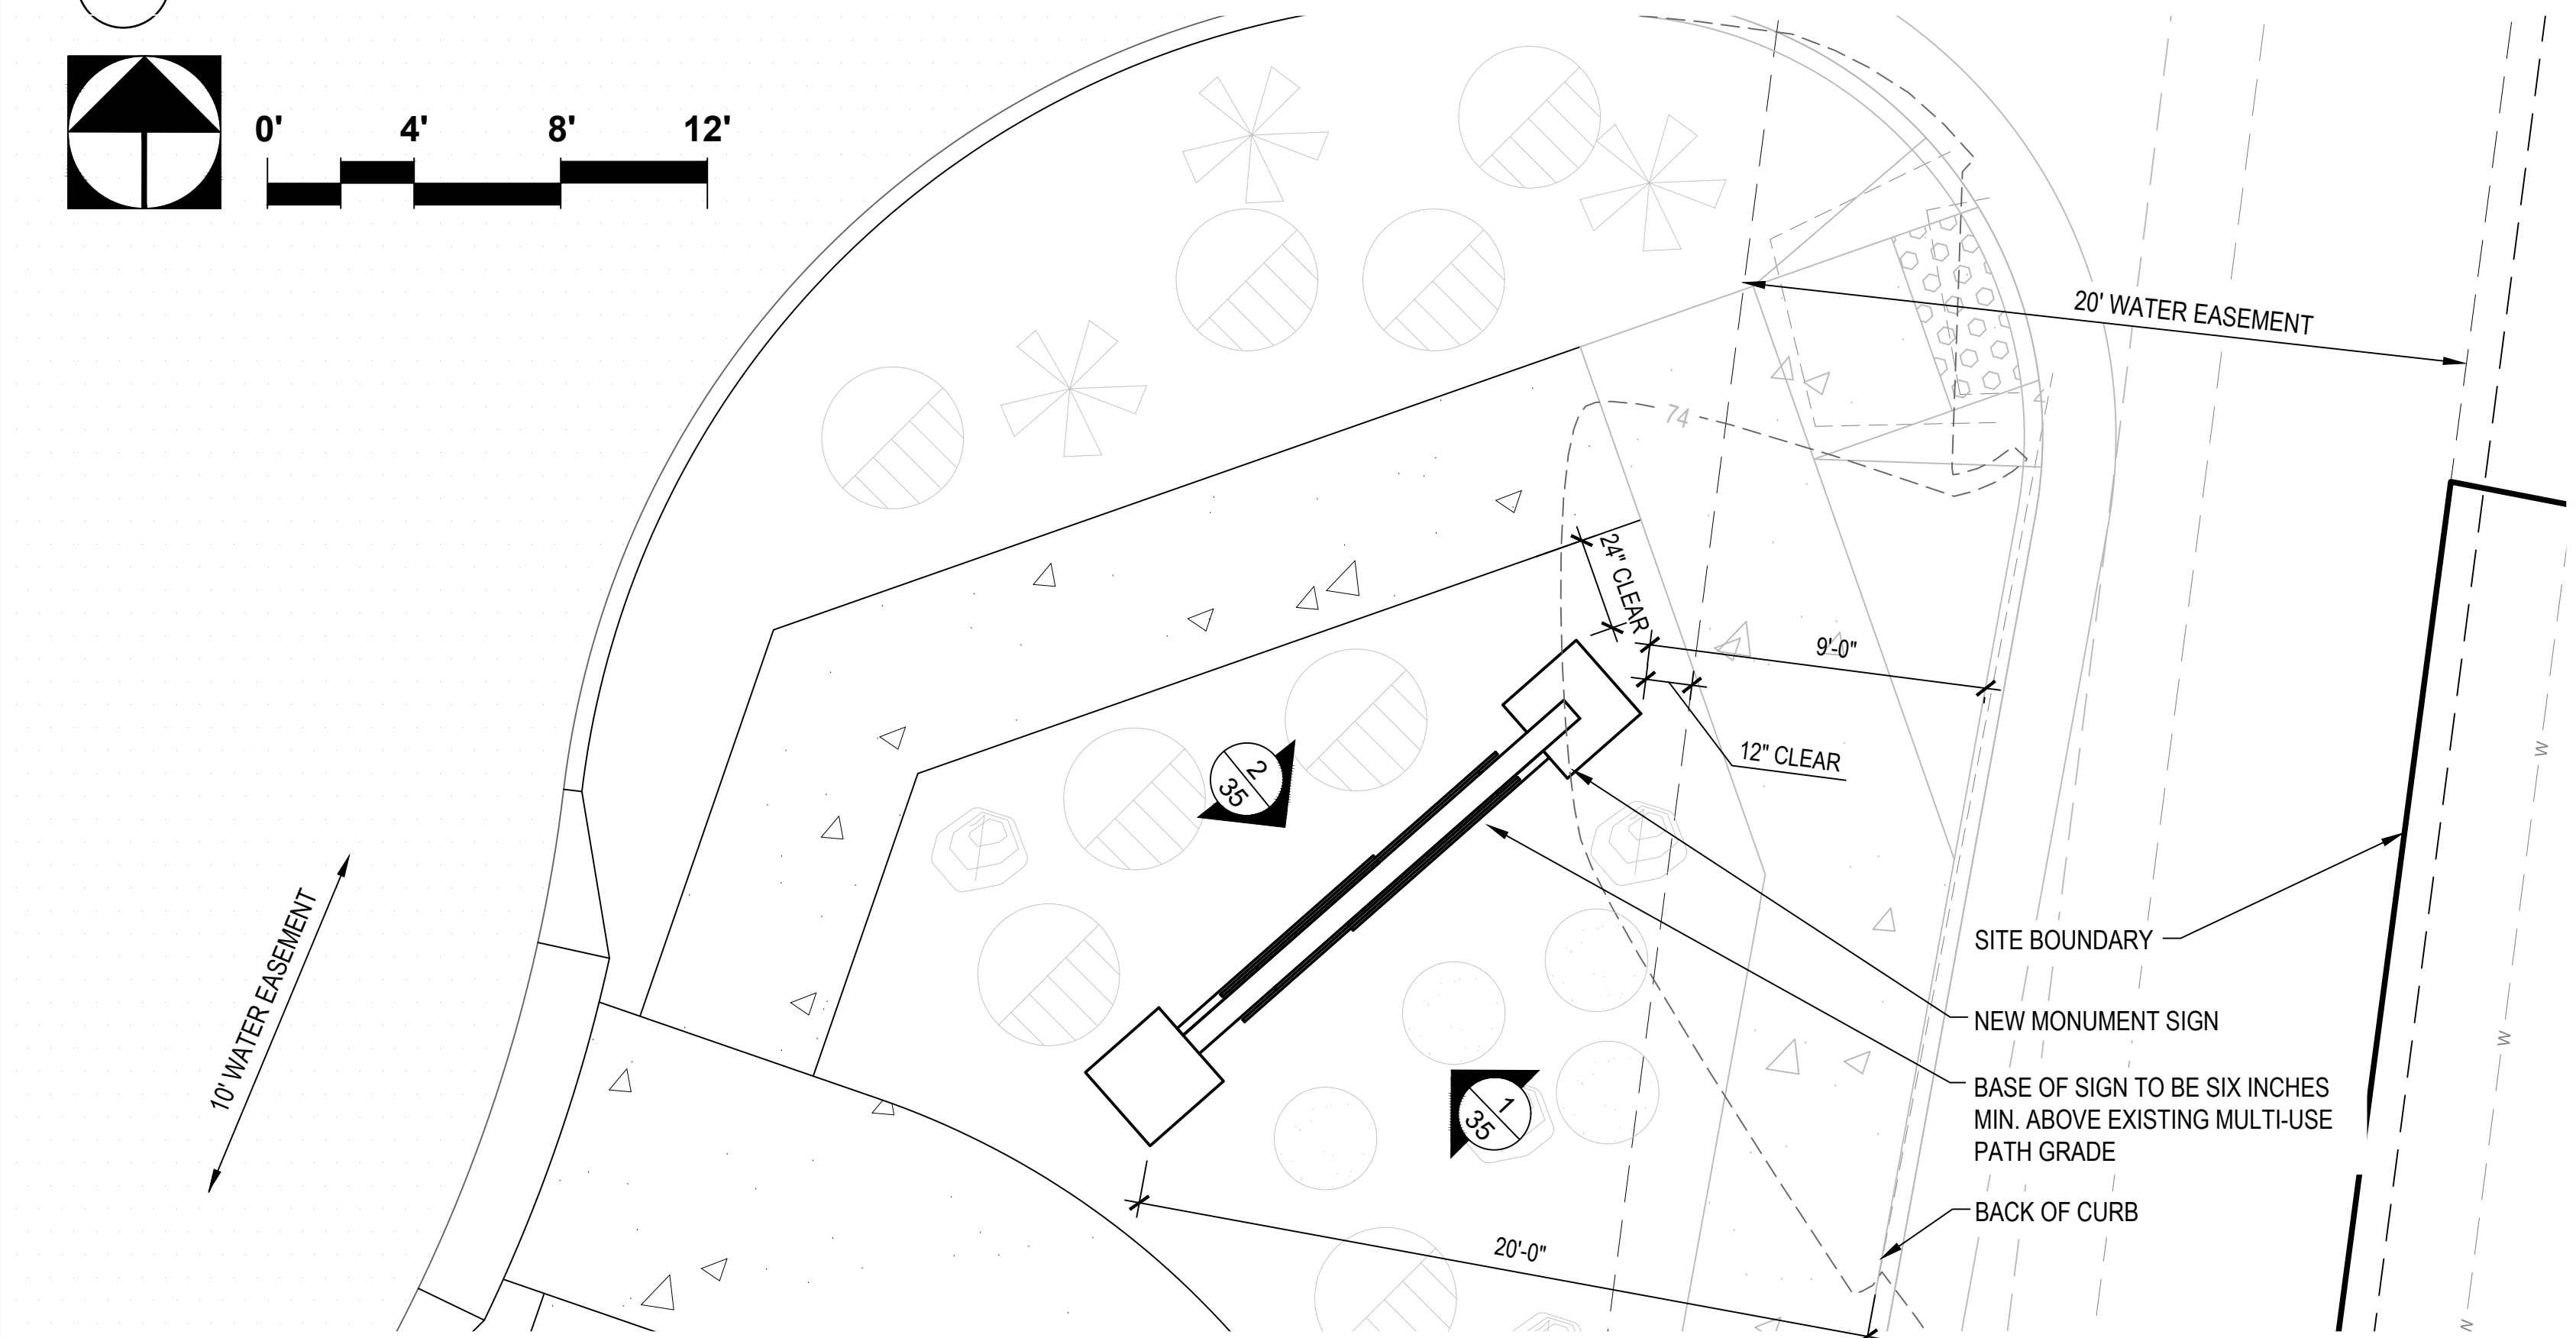 0' 4' 8' 12'
20' WATER EASEMENT
74
24" CLEAR
9'-0"
12" CLEAR
2
35
W
10' WATER EASEMENT
SITE BOUNDARY
NEW MONUMENT SIGN
W
BASE OF SIGN TO BE SIX INCHES
MIN. ABOVE EXISTING MULTI-USE
PATH GRADE
1
35
BACK OF CURB
20'-0"
W